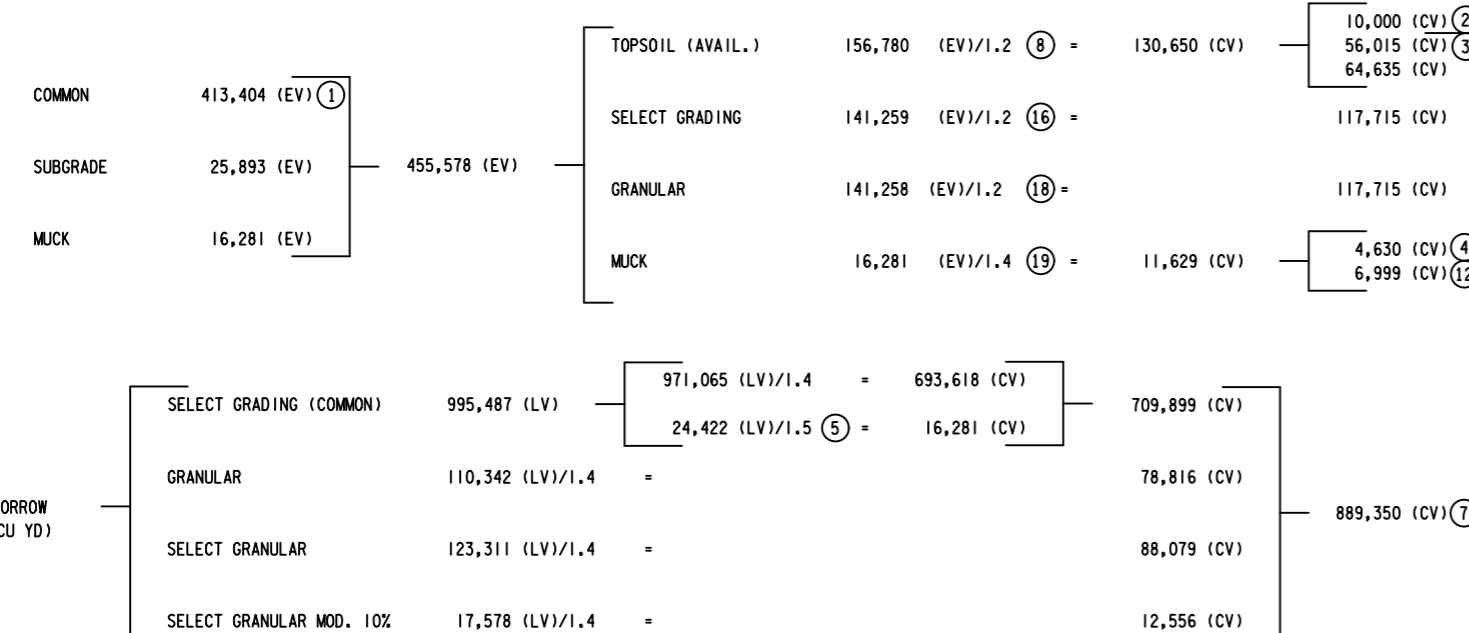 COMMON 413,404 (EV) 1
SUBGRADE 25,893 (EV)
MUCK 16,281 (EV)
455,578 (EV)
TOPSOIL (AVAIL.) 156,780 (EV)/1.2 8 = 130,650 (CV)
10,000 (CV) 2
56,015 (CV) 3
64,635 (CV)
SELECT GRADING 141,259 (EV)/1.2 16 = 117,715 (CV)
GRANULAR 141,258 (EV)/1.2 18 = 117,715 (CV)
MUCK 16,281 (EV)/1.4 19 = 11,629 (CV)
4,630 (CV) 4
6,999 (CV) 12
ORROW
CU YD)
SELECT GRADING (COMMON) 995,487 (LV)
971,065 (LV)/1.4 = 693,618 (CV)
24,422 (LV)/1.5 5 = 16,281 (CV)
709,899 (CV)
GRANULAR 110,342 (LV)/1.4 = 78,816 (CV)
889,350 (CV) 7
SELECT GRANULAR 123,311 (LV)/1.4 = 88,079 (CV)
SELECT GRANULAR MOD. 10% 17,578 (LV)/1.4 = 12,556 (CV)